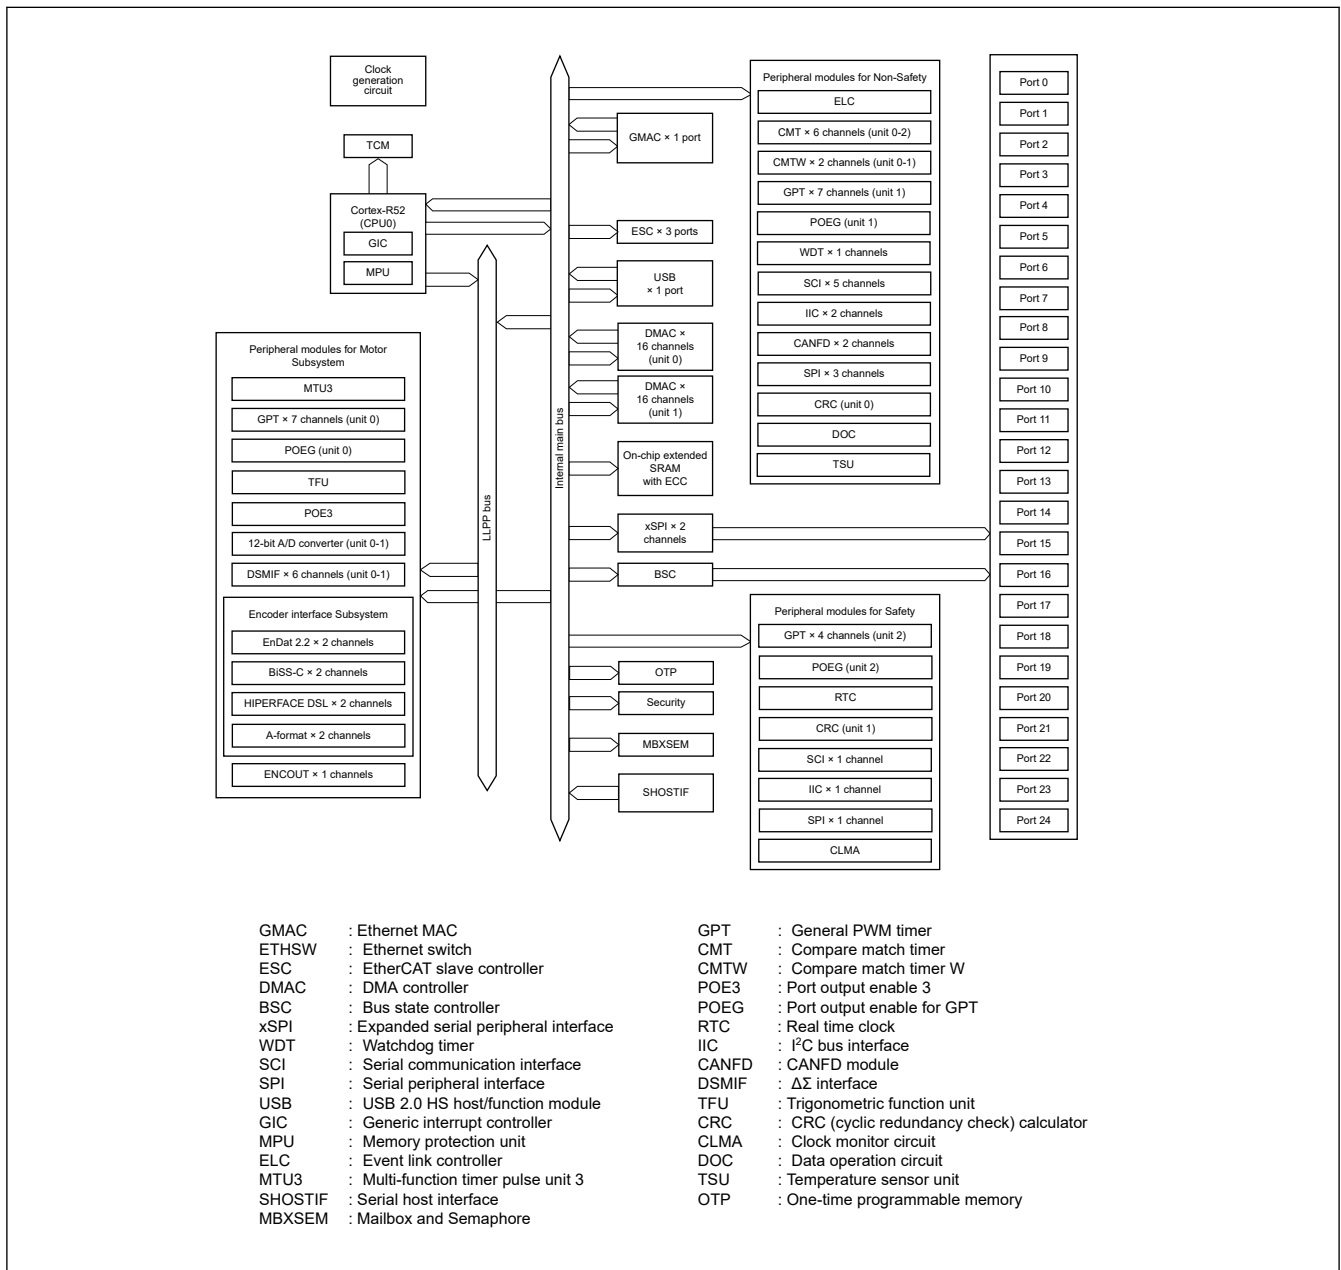 Clock
generation
circuit
TCM
Cortex-R52
(CPU0)
GIC
MPU
Peripheral modules for Motor
Subsystem
MTU3
GPT × 7 channels (unit 0)
POEG (unit 0)
TFU
POE3
12-bit A/D converter (unit 0-1)
DSMIF × 6 channels (unit 0-1)
Encoder interface Subsystem
EnDat 2.2 × 2 channels
BiSS-C × 2 channels
HIPERFACE DSL × 2 channels
A-format × 2 channels
ENCOUT × 1 channels
LLPP bus
Internal main bus
GMAC × 1 port
ESC × 3 ports
USB
× 1 port
DMAC ×
16 channels
(unit 0)
DMAC ×
16 channels
(unit 1)
On-chip extended
SRAM
with ECC
xSPI × 2
channels
BSC
OTP
Security
MBXSEM
SHOSTIF
Peripheral modules for Non-Safety
ELC
CMT × 6 channels (unit 0-2)
CMTW × 2 channels (unit 0-1)
GPT × 7 channels (unit 1)
POEG (unit 1)
WDT × 1 channels
SCI × 5 channels
IIC × 2 channels
CANFD × 2 channels
SPI × 3 channels
CRC (unit 0)
DOC
TSU
Peripheral modules for Safety
GPT × 4 channels (unit 2)
POEG (unit 2)
RTC
CRC (unit 1)
SCI × 1 channel
IIC × 1 channel
SPI × 1 channel
CLMA
Port 0
Port 1
Port 2
Port 3
Port 4
Port 5
Port 6
Port 7
Port 8
Port 9
Port 10
Port 11
Port 12
Port 13
Port 14
Port 15
Port 16
Port 17
Port 18
Port 19
Port 20
Port 21
Port 22
Port 23
Port 24
GMAC : Ethernet MAC
ETHSW : Ethernet switch
ESC : EtherCAT slave controller
DMAC : DMA controller
BSC : Bus state controller
xSPI : Expanded serial peripheral interface
WDT : Watchdog timer
SCI : Serial communication interface
SPI : Serial peripheral interface
USB : USB 2.0 HS host/function module
GIC : Generic interrupt controller
MPU : Memory protection unit
ELC : Event link controller
MTU3 : Multi-function timer pulse unit 3
SHOSTIF : Serial host interface
MBXSEM : Mailbox and Semaphore
GPT : General PWM timer
CMT : Compare match timer
CMTW : Compare match timer W
POE3 : Port output enable 3
POEG : Port output enable for GPT
RTC : Real time clock
IIC : I²C bus interface
CANFD : CANFD module
DSMIF : ΔΣ interface
TFU : Trigonometric function unit
CRC : CRC (cyclic redundancy check) calculator
CLMA : Clock monitor circuit
DOC : Data operation circuit
TSU : Temperature sensor unit
OTP : One-time programmable memory